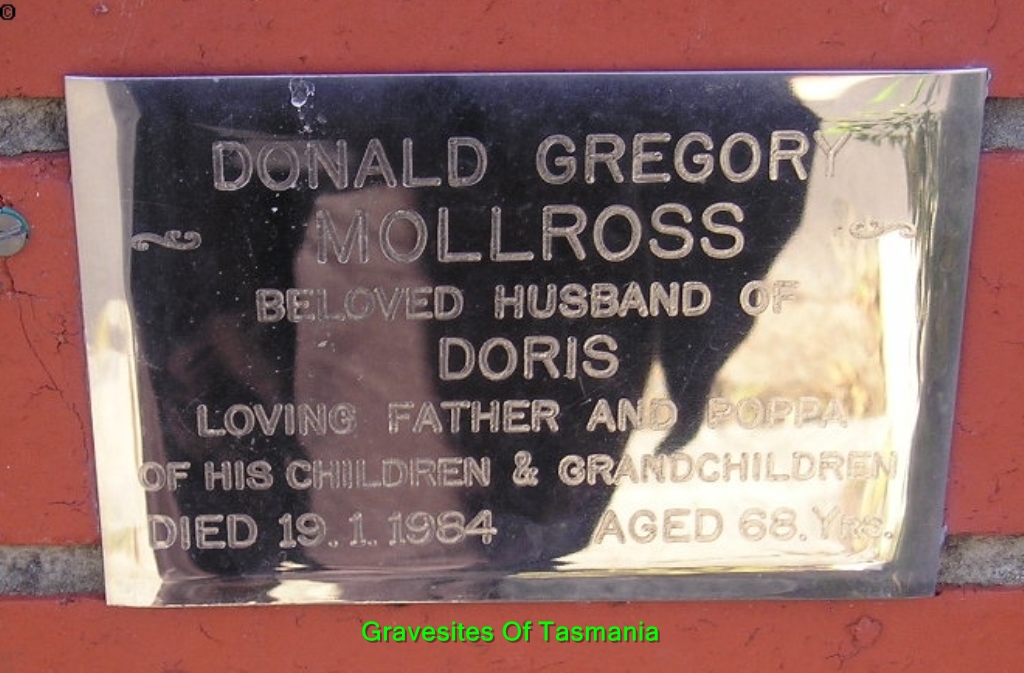 ©
DONALD GREGORY
MOLLROSS
BELOVED HUSBAND OF
DORIS
LOVING FATHER AND POPPA
OF HIS CHILDREN & GRANDCHILDREN
DIED 19.1.1984 AGED 68.YRS.
Gravesites Of Tasmania